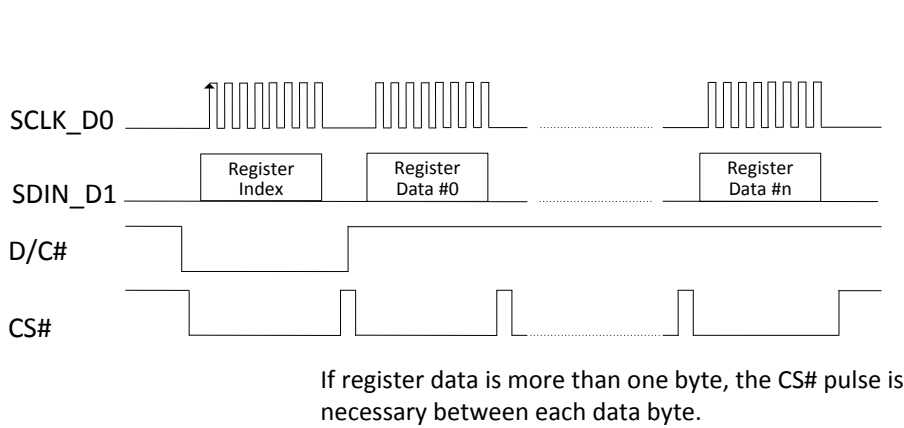 SCLK_D0
SDIN_D1
Register
Index
Register
Data #0
Register
Data #n
D/C#
CS#
If register data is more than one byte, the CS# pulse is
necessary between each data byte.